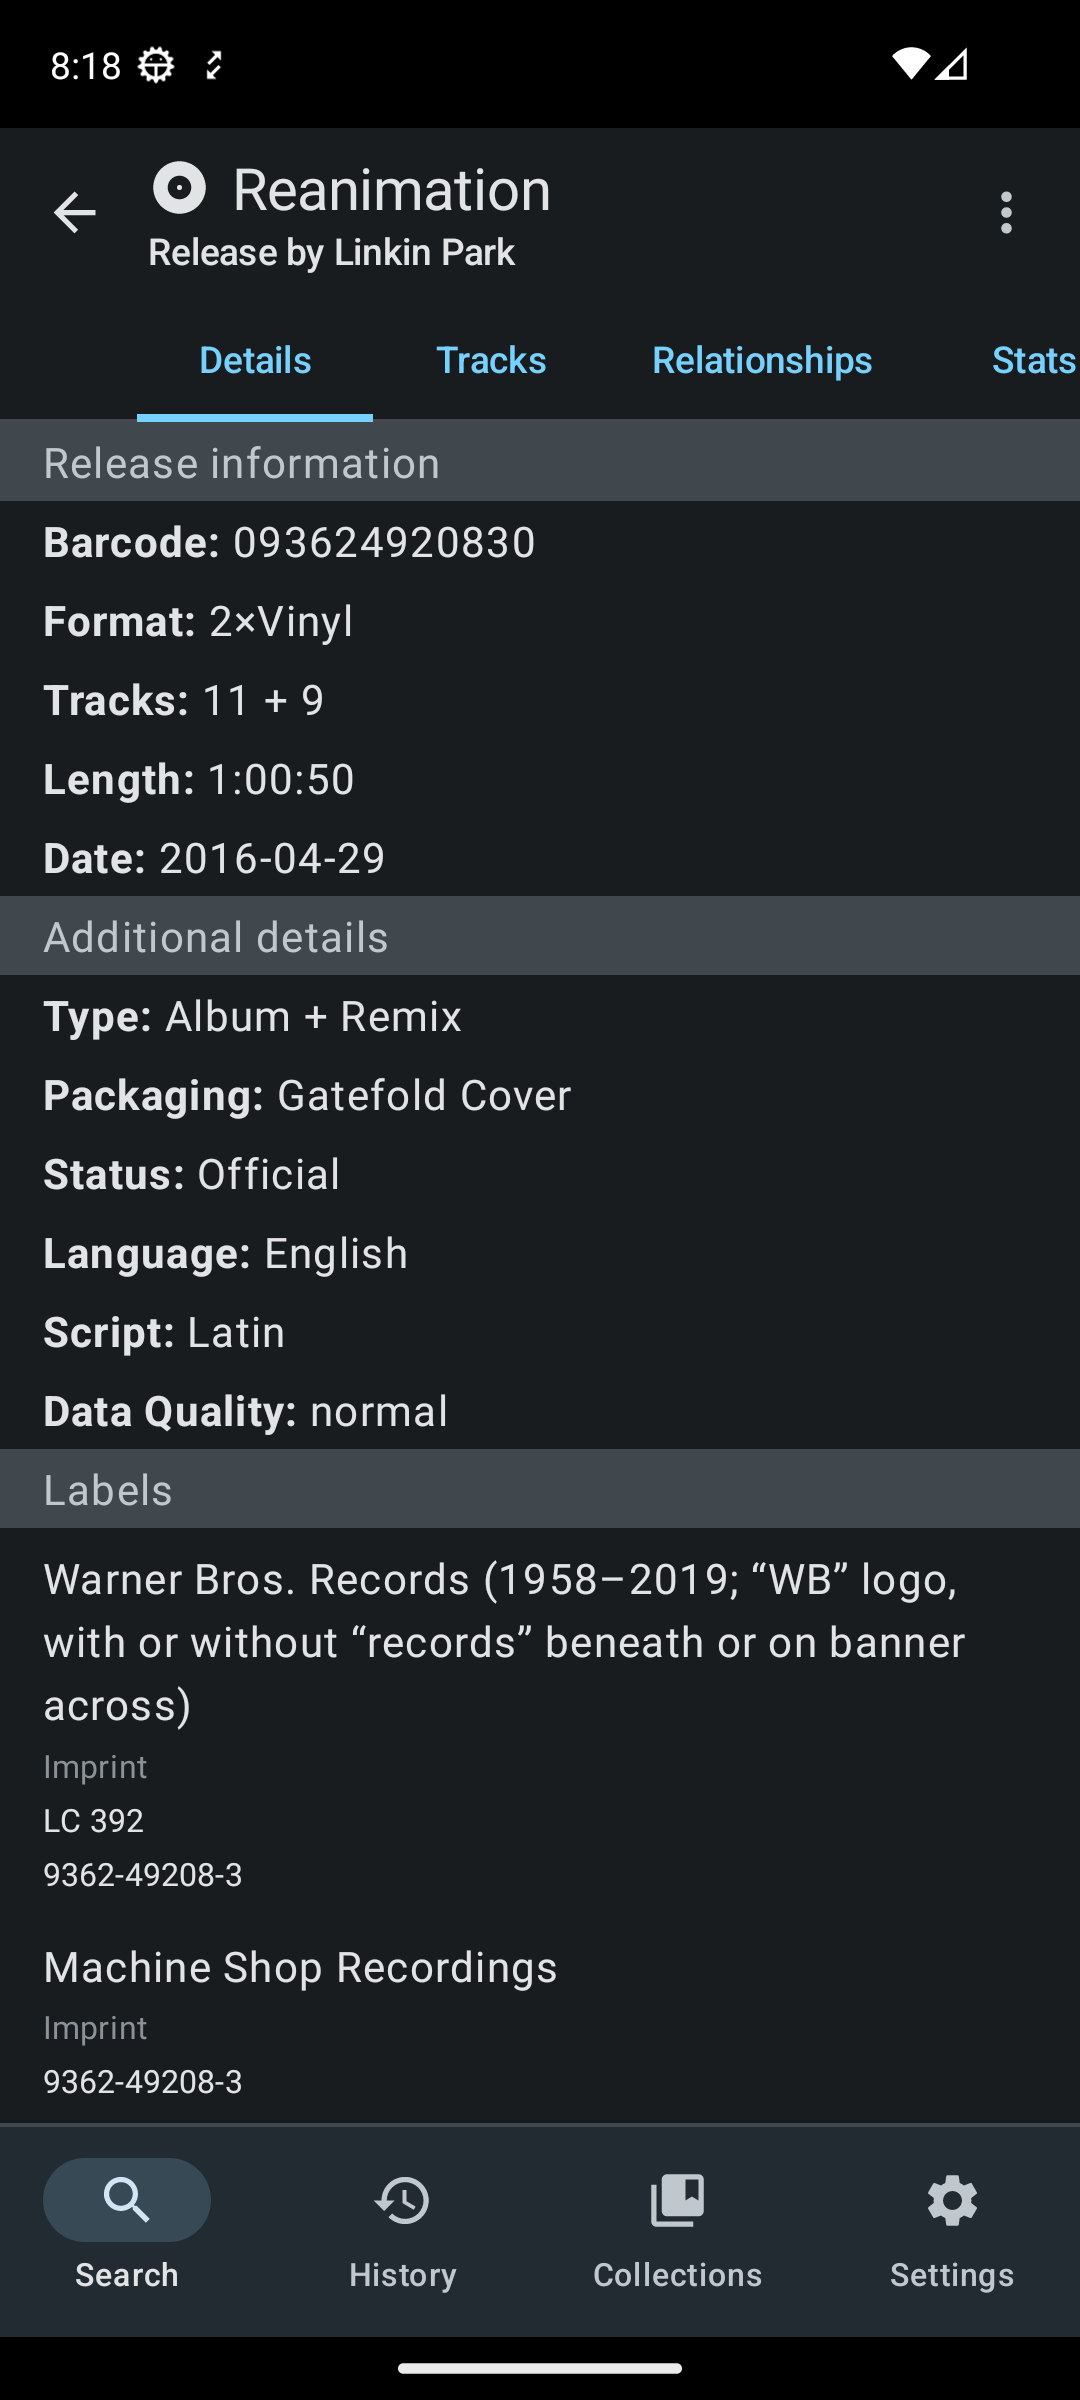 8:18
Reanimation
Release by Linkin Park
Details
Tracks
Relationships
Stats
Release information
Barcode: 093624920830
Format: 2×Vinyl
Tracks: 11 + 9
Length: 1:00:50
Date: 2016-04-29
Additional details
Type: Album + Remix
Packaging: Gatefold Cover
Status: Official
Language: English
Script: Latin
Data Quality: normal
Labels
Warner Bros. Records (1958–2019; “WB” logo,
with or without “records” beneath or on banner
across)
Imprint
LC 392
9362-49208-3
Machine Shop Recordings
Imprint
9362-49208-3
Search
History
Collections
Settings